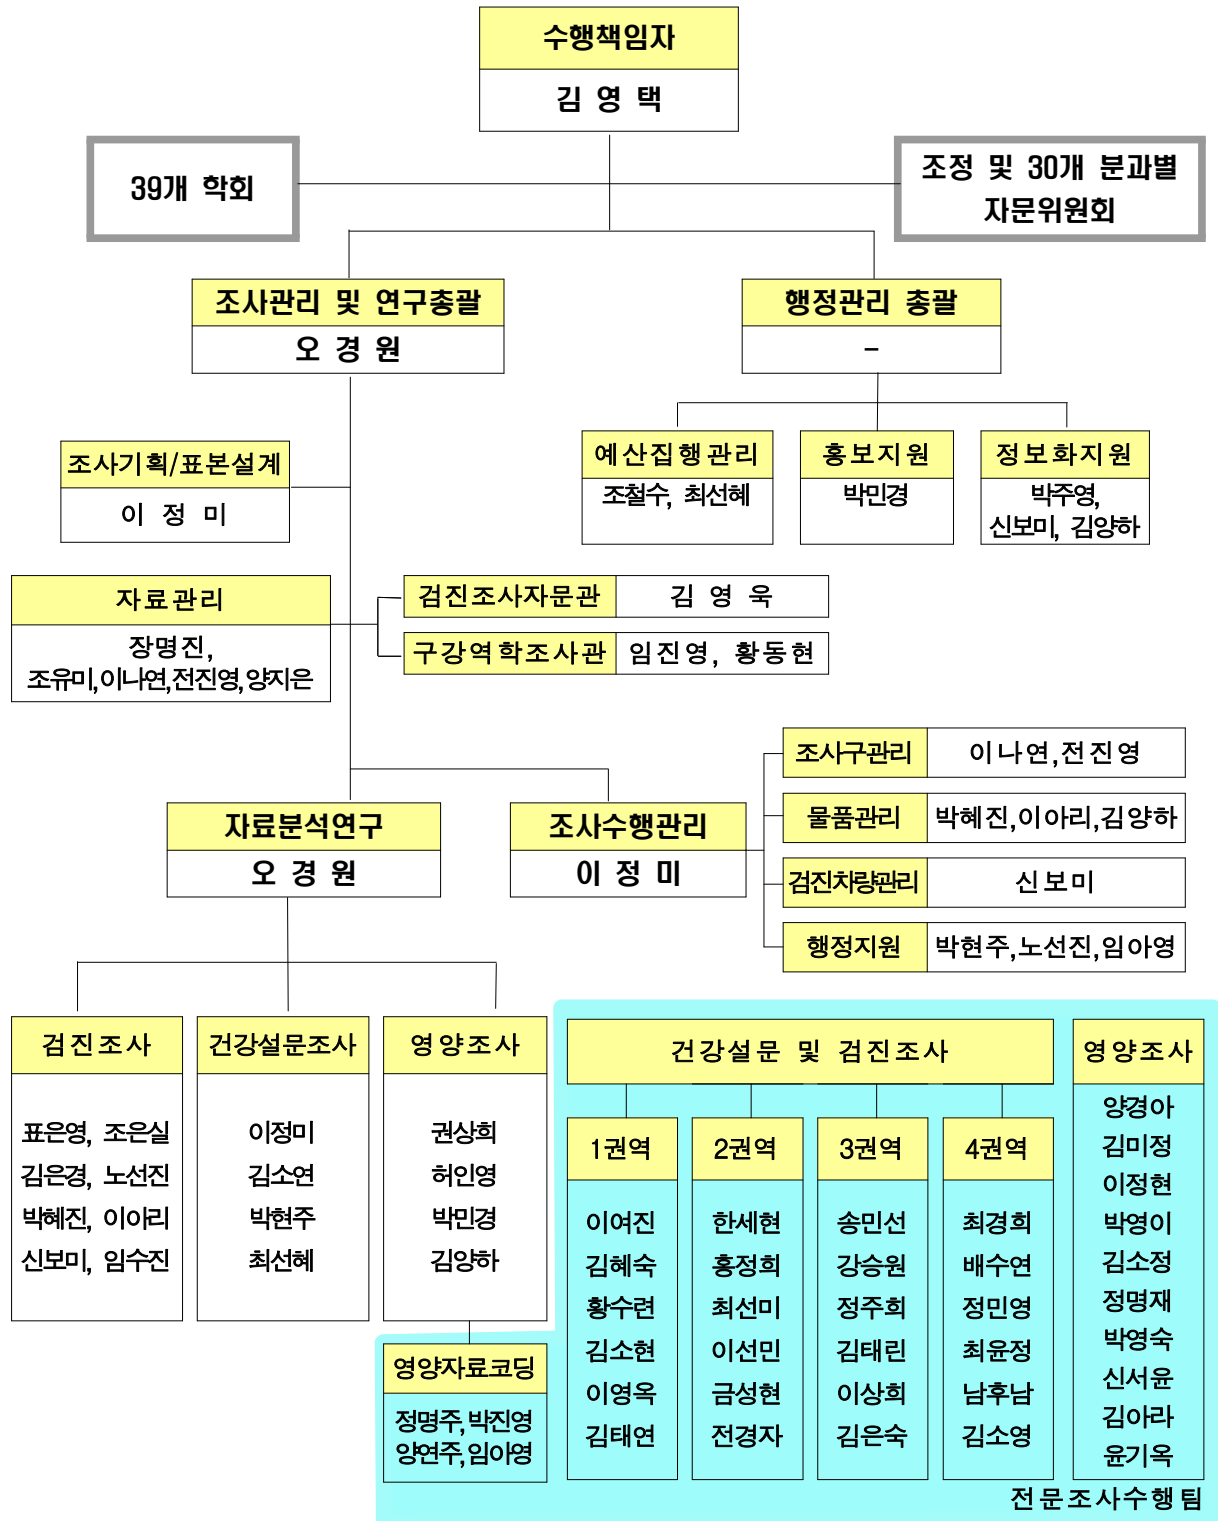 수행책임자
김 영 택
39개 학회
조정 및 30개 분과별
자문위원회
조사관리 및 연구총괄
오 경 원
행정관리 총괄
-
예산집행관리
조철수, 최선혜
홍보지원
박민경
정보화지원
박주영,
신보미, 김양하
조사기획/표본설계
이 정 미
자료관리
장명진,
조유미,이나연,전진영,양지은
검진조사자문관
김 영 욱
구강역학조사관
임진영, 황동현
자료분석연구
오 경 원
조사수행관리
이 정 미
조사구관리
이나연,전진영
물품관리
박혜진,이아리,김양하
검진차량관리
신보미
행정지원
박현주,노선진,임아영
검진조사
표은영, 조은실
김은경, 노선진
박혜진, 이아리
신보미, 임수진
건강설문조사
이정미
김소연
박현주
최선혜
영양조사
권상희
허인영
박민경
김양하
영양자료코딩
정명주,박진영
양연주,임아영
건강설문 및 검진조사
1권역
이여진
김혜숙
황수련
김소현
이영옥
김태연
2권역
한세현
홍정희
최선미
이선민
금성현
전경자
3권역
송민선
강승원
정주희
김태린
이상희
김은숙
4권역
최경희
배수연
정민영
최윤정
남후남
김소영
영양조사
양경아
김미정
이정현
박영이
김소정
정명재
박영숙
신서윤
김아라
윤기옥
전문조사수행팀